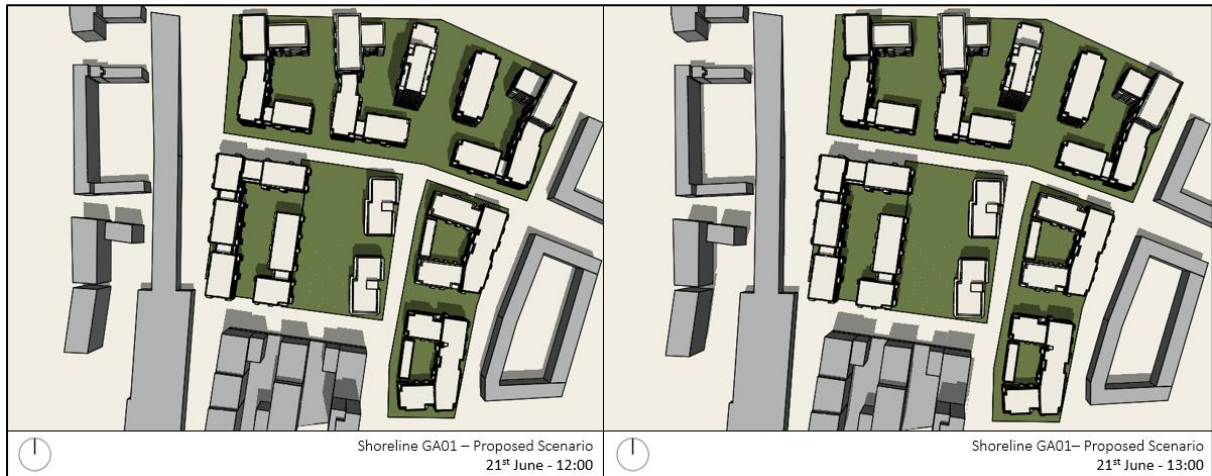 Shoreline GA01 – Proposed Scenario
21st June - 12:00
Shoreline GA01– Proposed Scenario
21st June - 13:00